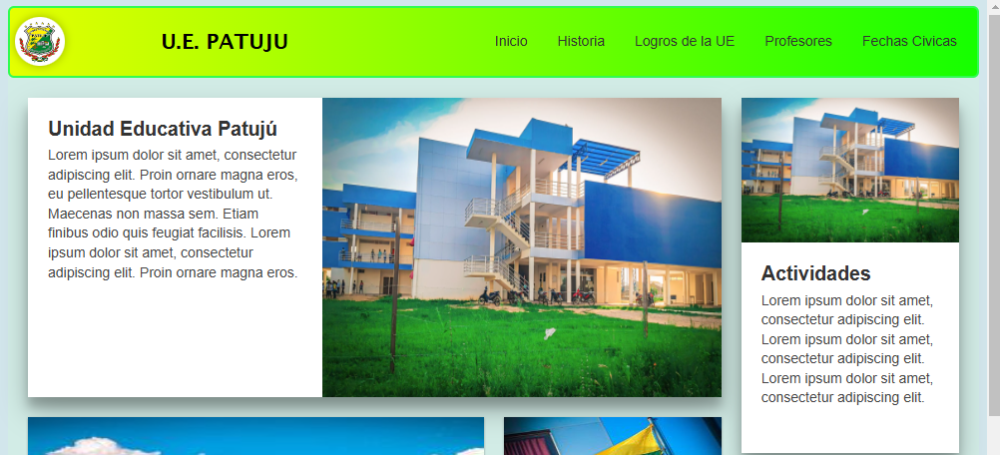 U.E. PATUJU
Inicio
Historia
Logros de la UE
Profesores
Fechas Civicas
Unidad Educativa Patujú
Lorem ipsum dolor sit amet, consectetur
adipiscing elit. Proin ornare magna eros,
eu pellentesque tortor vestibulum ut.
Maecenas non massa sem. Etiam
finibus odio quis feugiat facilisis. Lorem
ipsum dolor sit amet, consectetur
adipiscing elit. Proin ornare magna eros.
Actividades
Lorem ipsum dolor sit amet,
consectetur adipiscing elit.
Lorem ipsum dolor sit amet,
consectetur adipiscing elit.
Lorem ipsum dolor sit amet,
consectetur adipiscing elit.